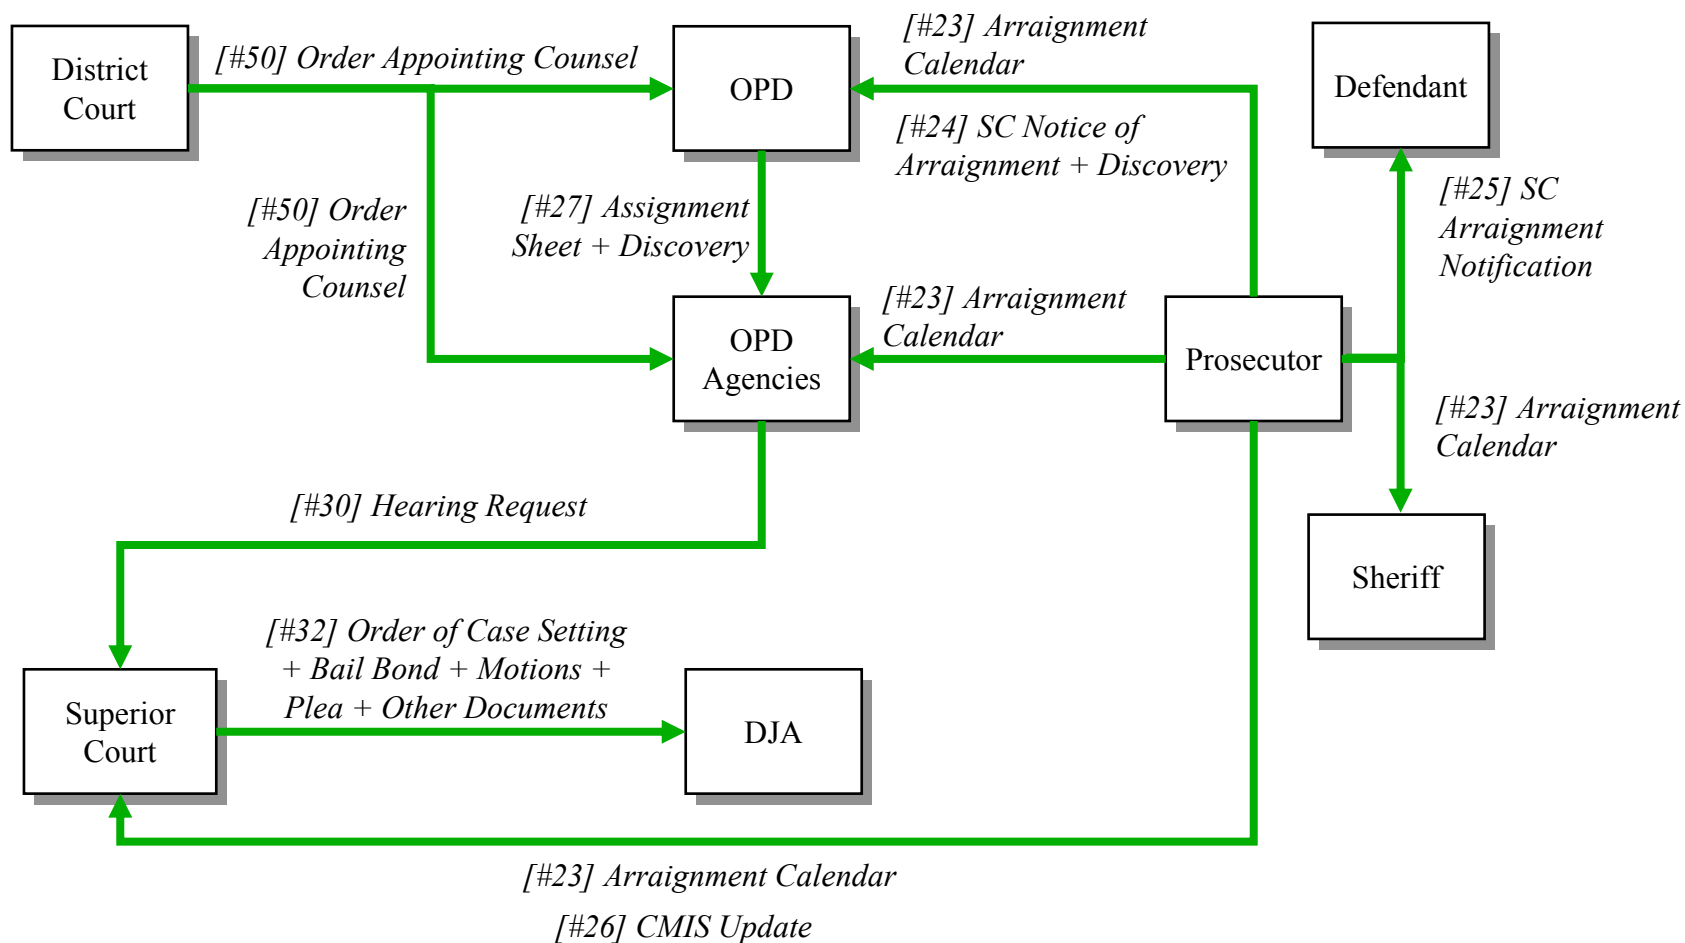 District
Court
[#50] Order Appointing Counsel
OPD
[#23] Arraignment
Calendar
[#24] SC Notice of
Arraignment + Discovery
Defendant
[#50] Order
Appointing
Counsel
[#27] Assignment
Sheet + Discovery
[#25] SC
Arraignment
Notification
OPD
Agencies
[#23] Arraignment
Calendar
Prosecutor
[#23] Arraignment
Calendar
[#30] Hearing Request
Sheriff
[#32] Order of Case Setting
+ Bail Bond + Motions +
Plea + Other Documents
Superior
Court
DJA
[#23] Arraignment Calendar
[#26] CMIS Update